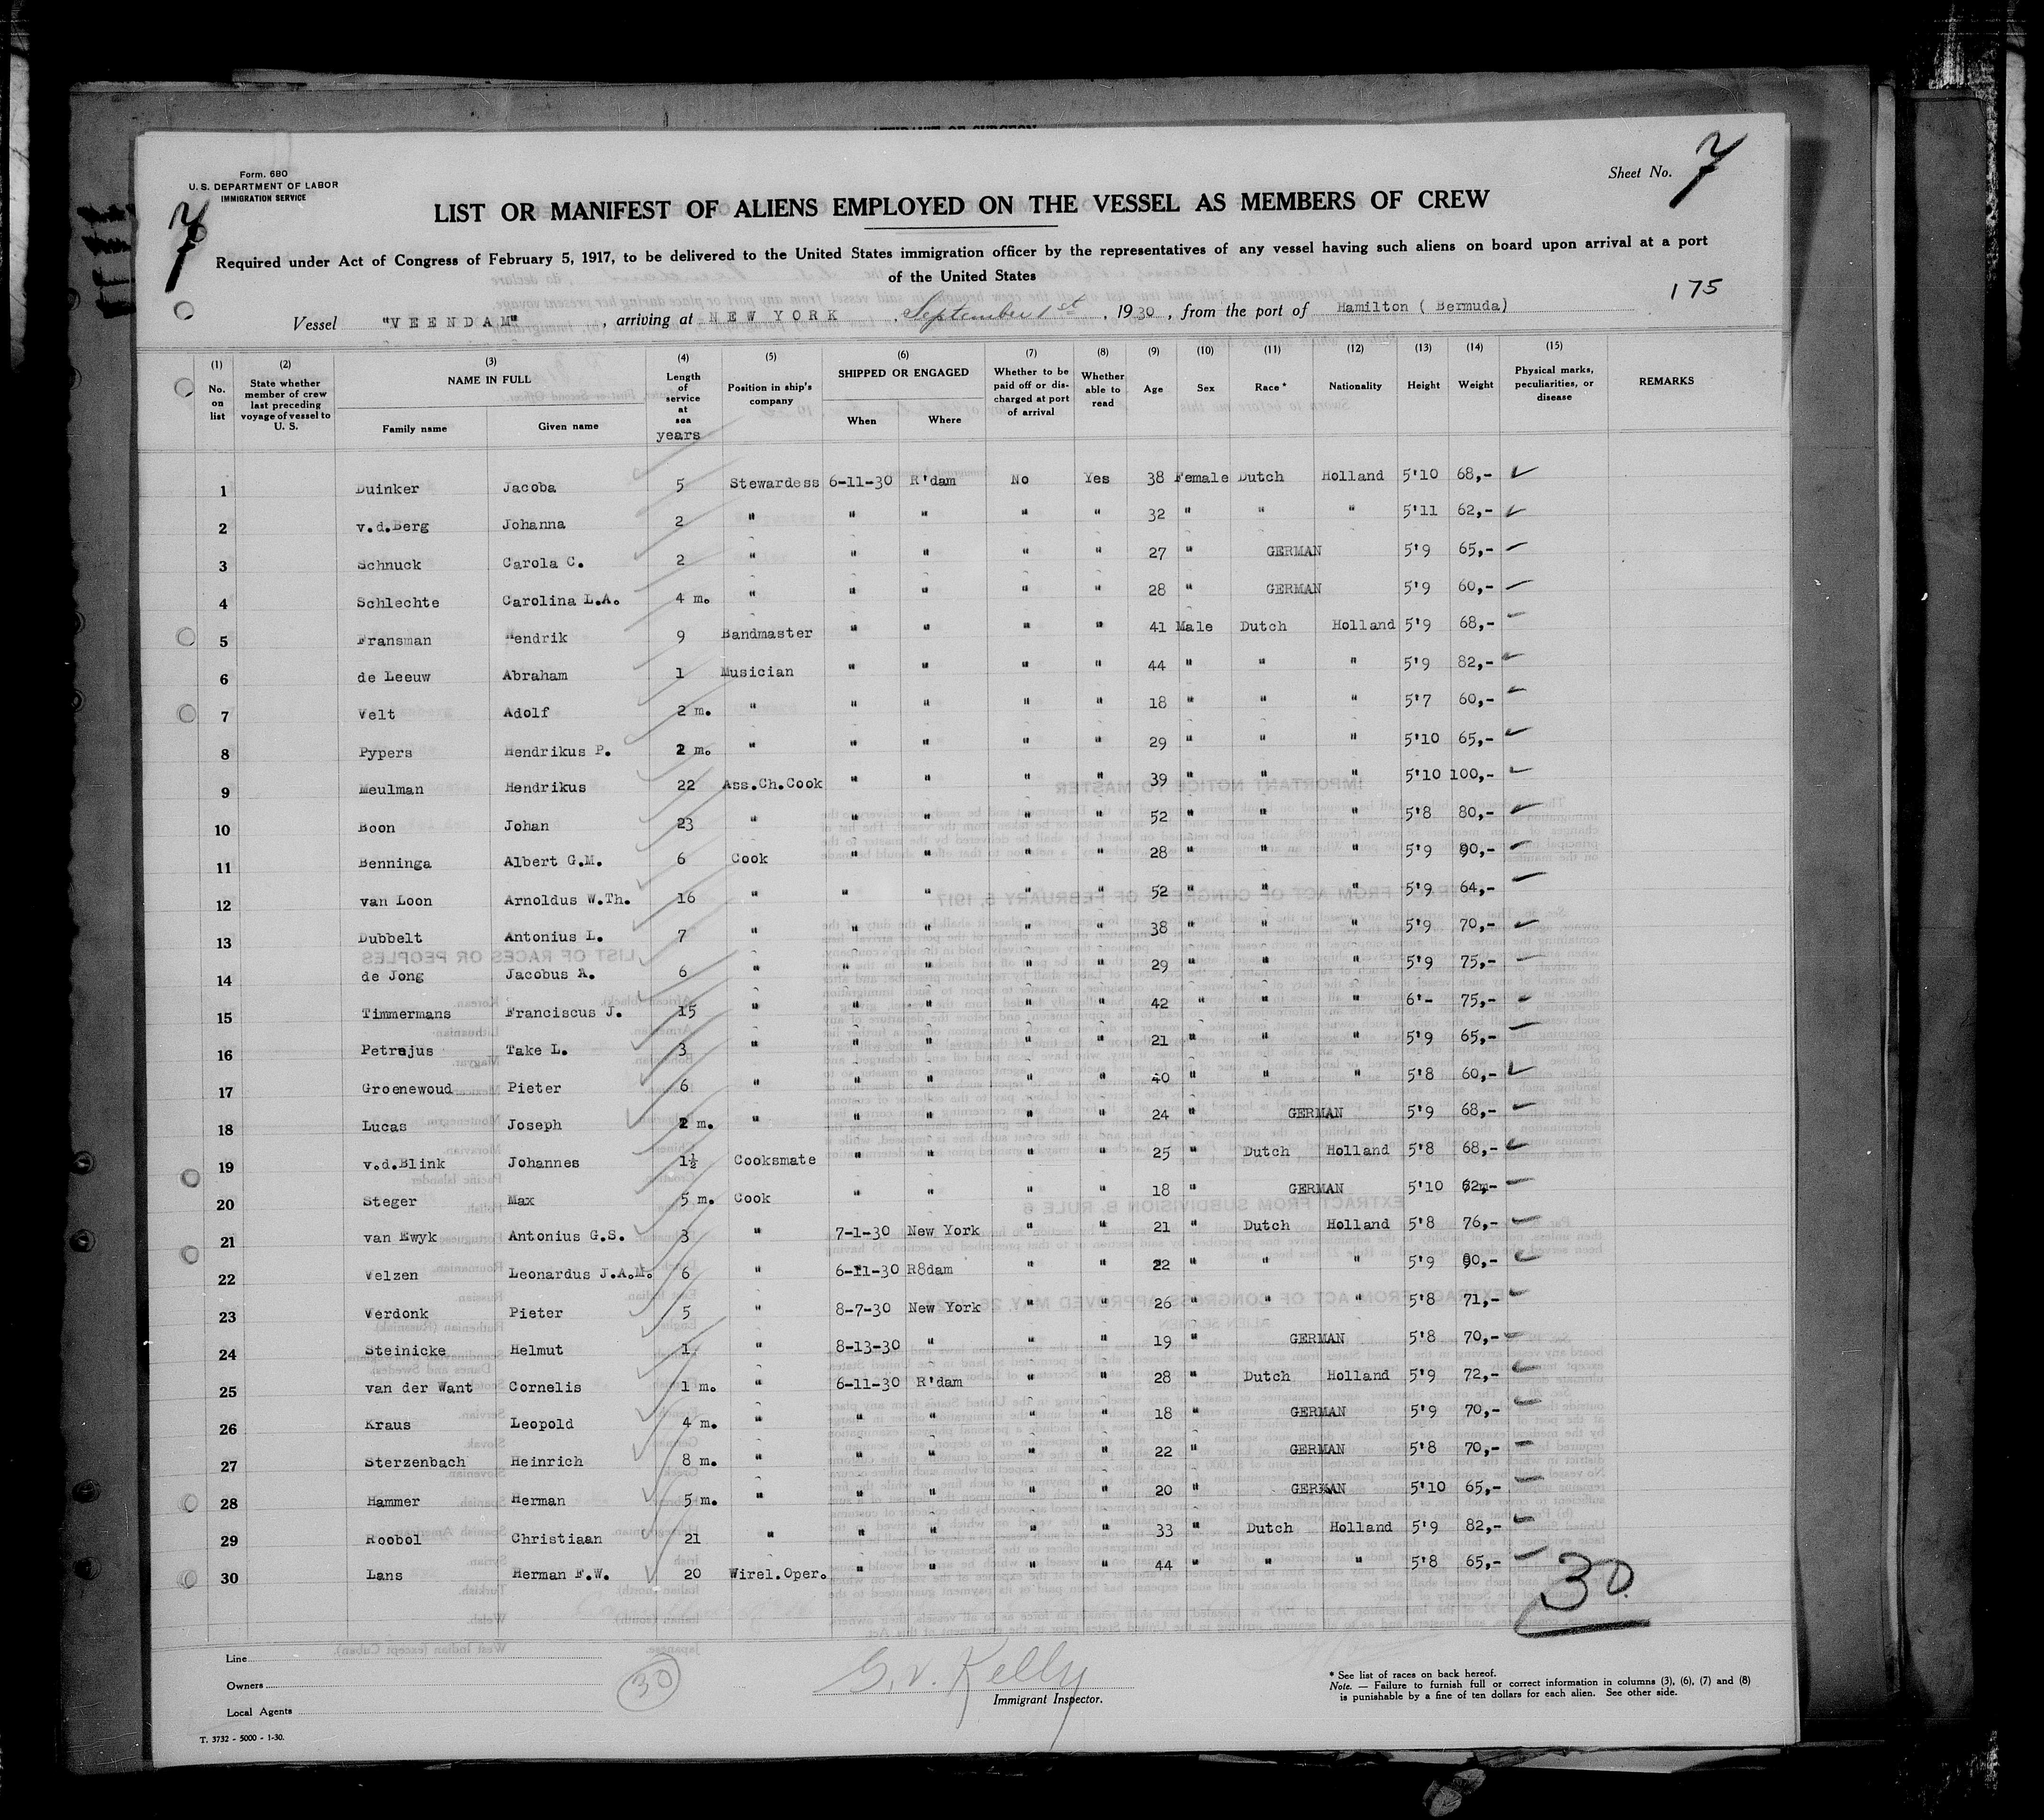 Form. 680
U. S. DEPARTMENT OF LABOR
IMMIGRATION SERVICE
Sheet No. 7
7
LIST OR MANIFEST OF ALIENS EMPLOYED ON THE VESSEL AS MEMBERS OF CREW
Required under Act of Congress of February 5, 1917, to be delivered to the United States immigration officer by the representatives of any vessel having such aliens on board upon arrival at a port
of the United States
175
Vessel "VEENDAM", arriving at NEW YORK, September 1st, 1930, from the port of Hamilton ( Bermuda)
(1) No. on list (2) State whether member of crew last preceding voyage of vessel to U. S. (3) NAME IN FULL Family name Given name (4) Length of service at sea years (5) Position in ship's company (6) SHIPPED OR ENGAGED When Where (7) Whether to be paid off or discharged at port of arrival (8) Whether able to read (9) Age (10) Sex (11) Race * (12) Nationality (13) Height (14) Weight (15) Physical marks, peculiarities, or disease REMARKS
1 Duinker Jacoba 5 Stewardess 6-11-30 R'dam No Yes 38 Female Dutch Holland 5'10 68,-
2 v.d.Berg Johanna 2 " " " " " 32 " " " 5'11 62,-
3 Schnuck Carola C. 2 " " " " " 27 " GERMAN 5'9 65,-
4 Schlechte Carolina L.A. 4 m. " " " " " 28 " GERMAN 5'9 60,-
5 Fransman Hendrik 9 Bandmaster " " " " 41 Male Dutch Holland 5'9 68,-
6 de Leeuw Abraham 1 Musician " " " " 44 " " " 5'9 82,-
7 Velt Adolf 2 m. " " " " " 18 " " " 5'7 60,-
8 Pypers Hendrikus P. 2 m. " " " " " 29 " " " 5'10 65,-
9 Meulman Hendrikus 22 Ass.Ch.Cook " " " " 39 " " " 5'10 100,-
10 Boon Johan 23 " " " " " 52 " " " 5'8 80,-
11 Benninga Albert G.M. 6 Cook " " " " 28 " " " 5'9 90,-
12 van Loon Arnoldus W.Th. 16 " " " " " 52 " " " 5'9 64,-
13 Dubbelt Antonius L. 7 " " " " " 38 " " " 5'9 70,-
14 de Jong Jacobus A. 6 " " " " " 29 " " " 5'9 75,-
15 Timmermans Franciscus J. 15 " " " " " 42 " " " 6'- 75,-
16 Petrejus Take L. 3 " " " " " 21 " " " 5'9 65,-
17 Groenewoud Pieter 6 " " " " " 40 " " " 5'8 60,-
18 Lucas Joseph 2 m. " " " " " 24 " GERMAN 5'9 68,-
19 v.d.Blink Johannes 1½ Cooksmate " " " " 25 " Dutch Holland 5'8 68,-
20 Steger Max 5 m. Cook " " " " 18 " GERMAN 5'10
21 van Ewyk Antonius G.S. 3 " 7-1-30 New York " " 21 " Dutch Holland 5'8 76,-
22 Velzen Leonardus J.A.M. 6 " 6-11-30 R8dam " " 22 " " " 5'9 90,-
23 Verdonk Pieter 5 " 8-7-30 New York " " 26 " " " 5'8 71,-
24 Steinicke Helmut 1 " 8-13-30 " " " 19 " GERMAN 5'8 70,-
25 van der Want Cornelis 1 m. " 6-11-30 R'dam " " 28 " Dutch Holland 5'9 72,-
26 Kraus Leopold 4 m. " " " " " 18 " GERMAN 5'9 70,-
27 Sterzenbach Heinrich 8 m. " " " " " 22 " GERMAN 5'8 70,-
28 Hammer Herman 5 m. " " " " " 20 " GERMAN 5'10 65,-
29 Roobol Christiaan 21 " " " " " 33 " Dutch Holland 5'9 82,-
30 Lans Herman F.W. 20 Wirel.Oper. " " " " 44 " " " 5'8 65,-
30
Line
Owners
Local Agents
30
G. V. Kelly
Immigrant Inspector.
* See list of races on back hereof.
Note. — Failure to furnish full or correct information in columns (3), (6), (7) and (8)
is punishable by a fine of ten dollars for each alien. See other side.
T. 3732 - 5000 - 1-30.